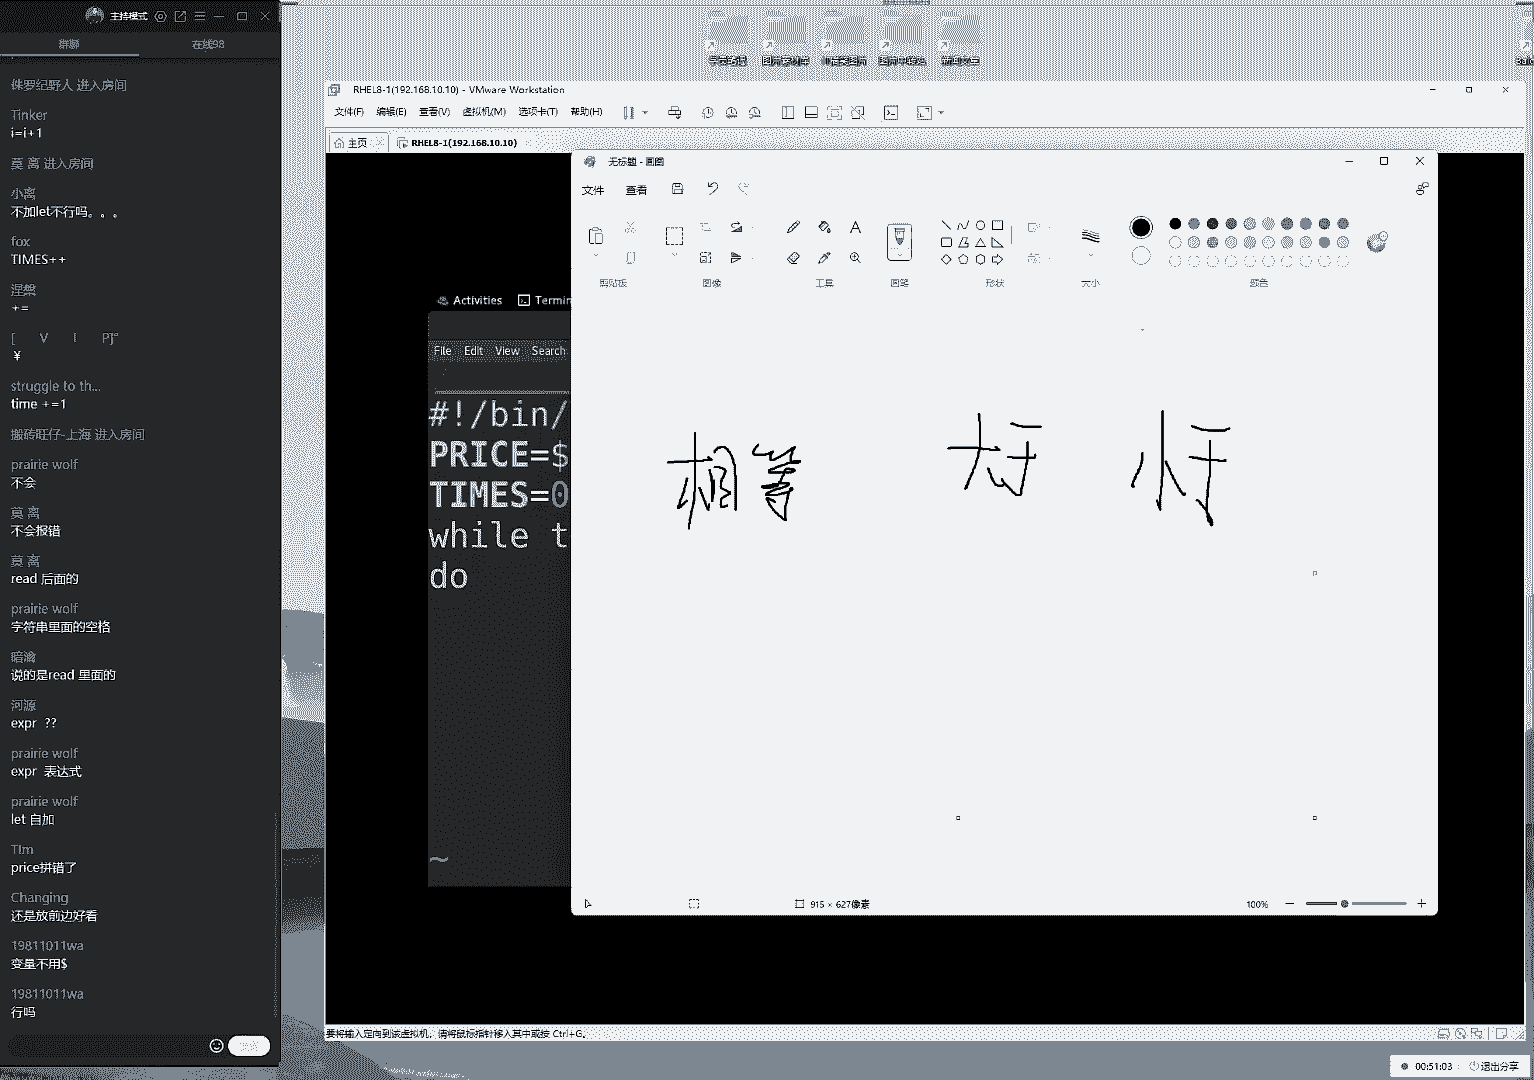 主持模式
群聊
在线93
侏罗纪野人 进入房间
Tinker
i=i+1
莫 离 进入房间
小离
不加let不行吗。。。
fox
TIMES++
涅槃
+=
[ V I P]°
¥
struggle to th...
time +=1
搬砖旺仔-上海 进入房间
prairie wolf
不会
莫 离
不会报错
莫 离
read 后面的
prairie wolf
字符串里面的空格
暗瀹
说的是read 里面的
河源
expr ??
prairie wolf
expr 表达式
prairie wolf
let 自加
TIm
price拼错了
Changing
还是放前边好看
19811011wa
变量不用$
19811011wa
行吗
RHEL8-1(192.168.10.10) - VMware Workstation
文件(F) 编辑(E) 查看(V) 虚拟机(M) 选项卡(T) 帮助(H)
主页
RHEL8-1(192.168.10.10)
Activities
Termin
File Edit View Search
#!/bin/
PRICE=$
TIMES=0
while t
do
~
无标题 - 画图
文件 查看
剪贴板
图像
工具
画笔
形状
大小
颜色
相等 大于 小于
915 × 627像素
100%
要将输入定向到该虚拟机，请将鼠标指针移入其中或按 Ctrl+G。
00:51:03
退出分享